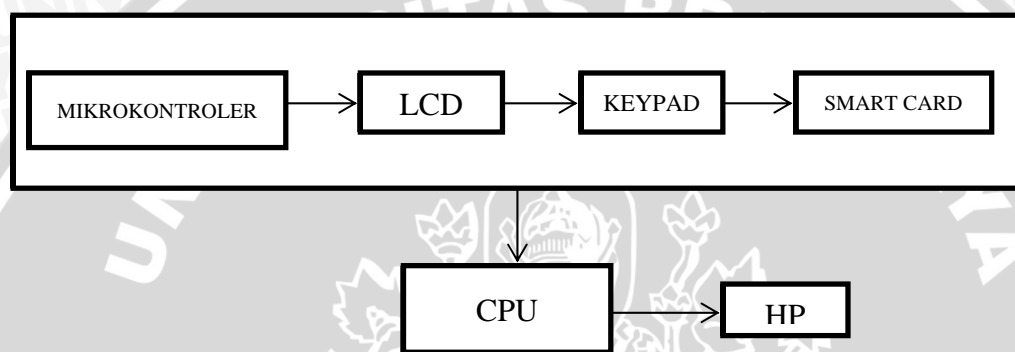 MIKROKONTROLER
LCD
KEYPAD
SMART CARD
CPU
HP